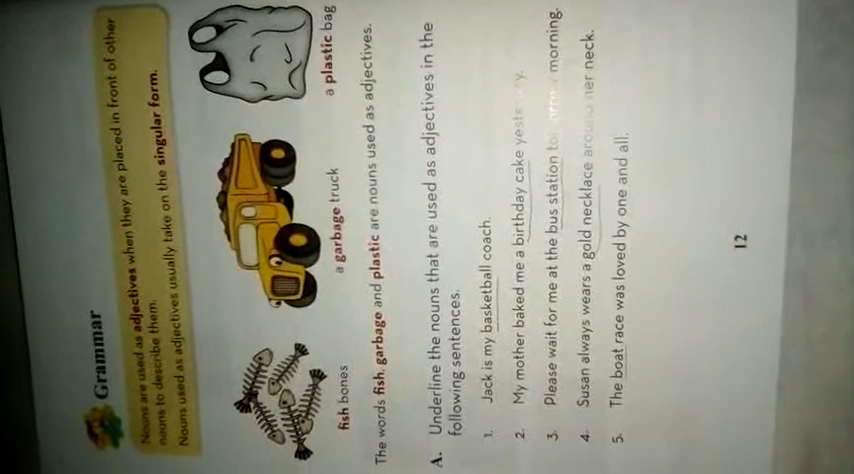 Grammar
Nouns are used as adjectives when they are placed in front of other
nouns to describe them.
Nouns used as adjectives usually take on the singular form.
fish bones
a garbage truck
a plastic bag
The words fish, garbage and plastic are nouns used as adjectives.
A. Underline the nouns that are used as adjectives in the
following sentences.
1. Jack is my basketball coach.
2. My mother baked me a birthday cake
3. Please wait for me at the bus station morning.
4. Susan always wears a gold necklace around her neck.
5. The boat race was loved by one and all.
12